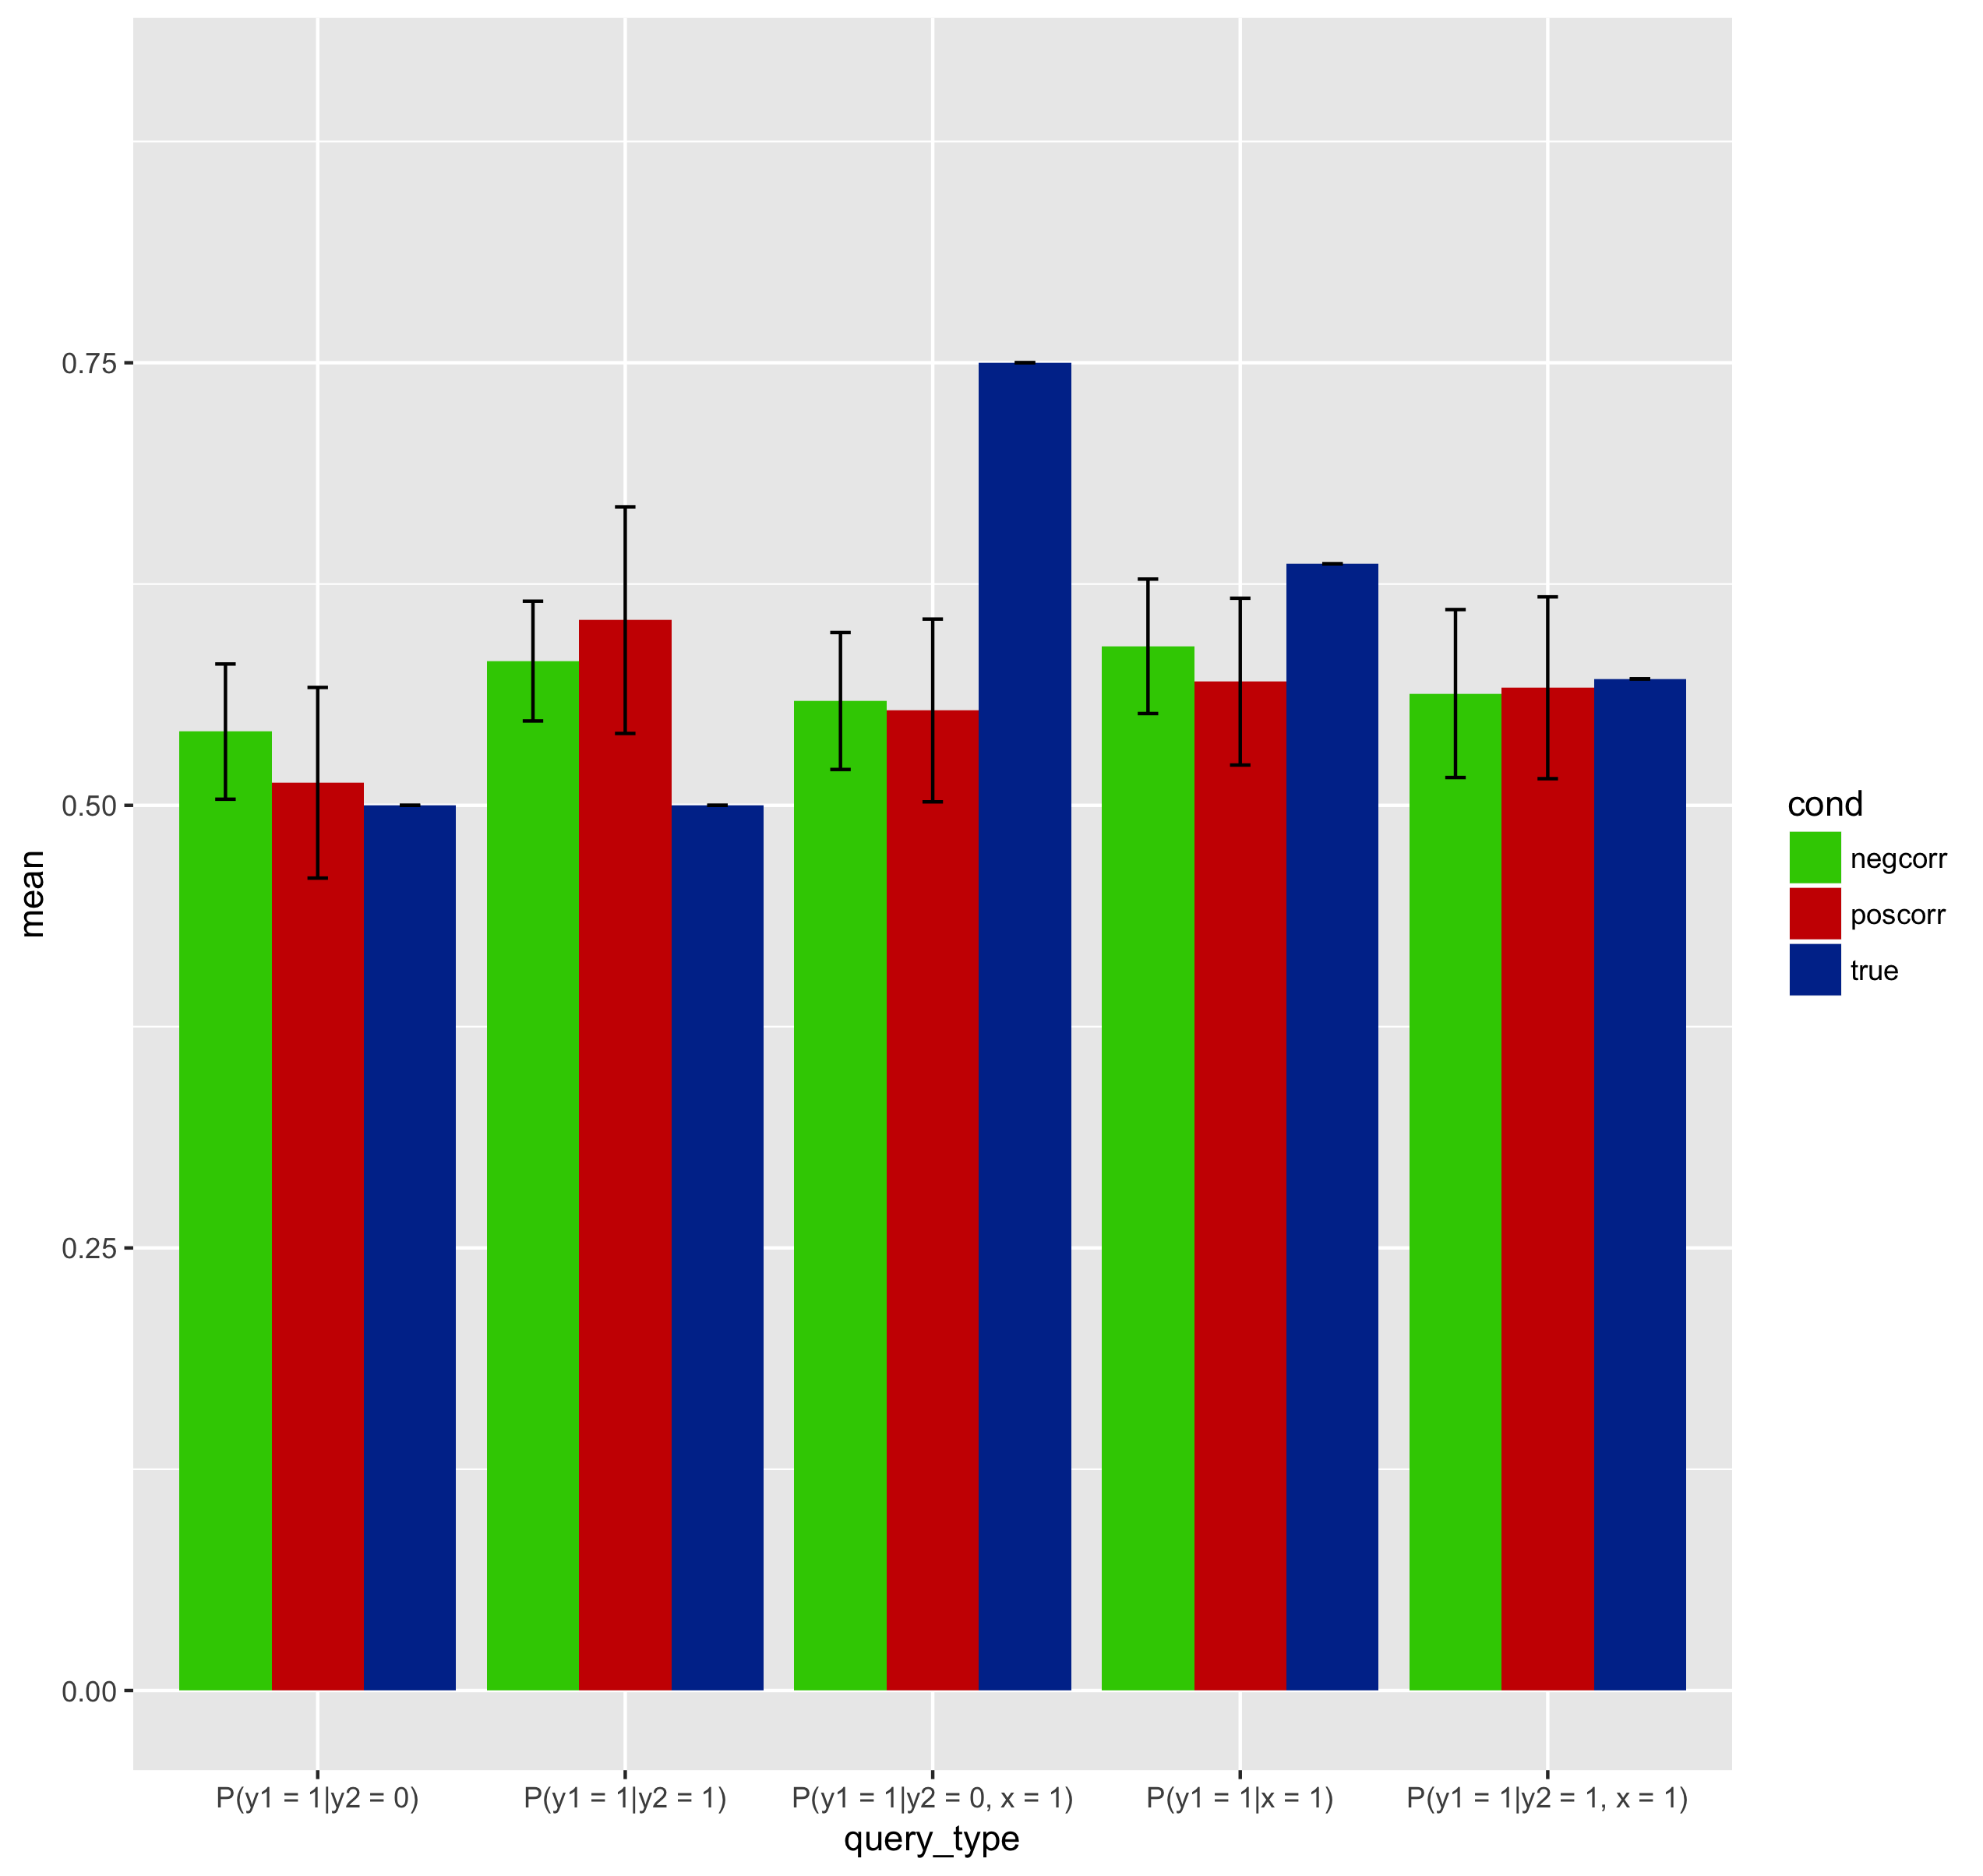 0.75
0.50
0.25
0.00
mean
P(y1 = 1|y2 = 0)
P(y1 = 1|y2 = 1)
P(y1 = 1|y2 = 0, x = 1)
P(y1 = 1|x = 1)
P(y1 = 1|y2 = 1, x = 1)
query_type
cond
negcorr
poscorr
true